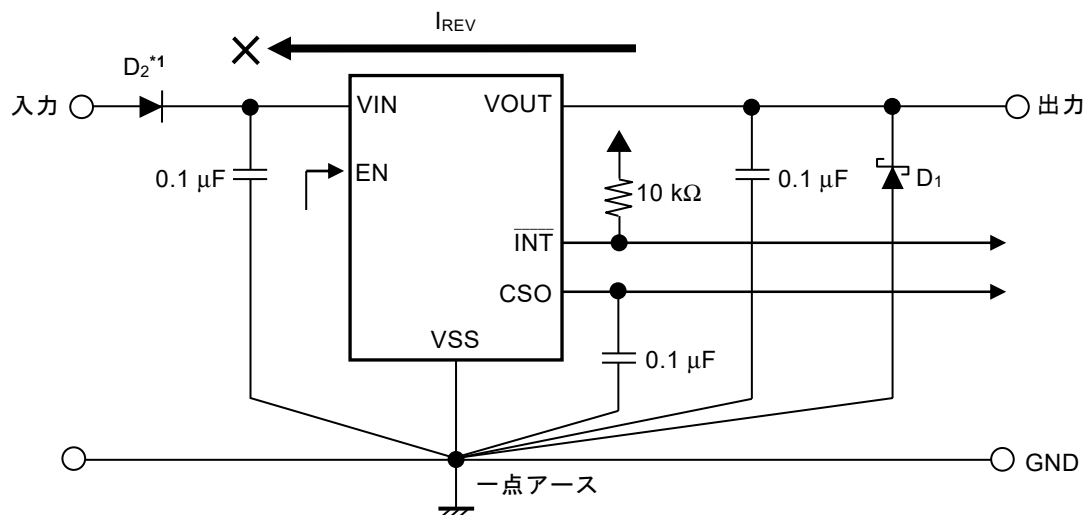 I_REV
D₂*1
入力
VIN
VOUT
出力
EN
0.1 μF
10 kΩ
0.1 μF
D₁
INT
CSO
VSS
0.1 μF
GND
一点アース